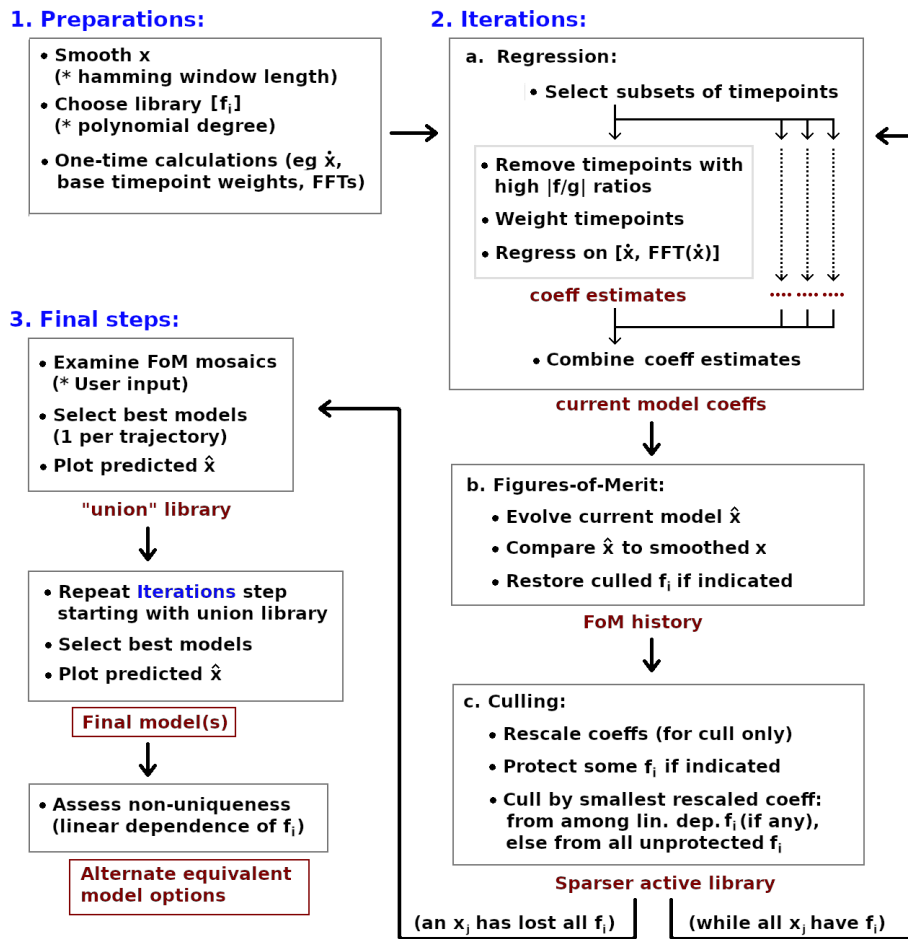 1. Preparations:
• Smooth x
(* hamming window length)
• Choose library [fᵢ]
(* polynomial degree)
• One-time calculations (eg ẋ,
base timepoint weights, FFTs)
2. Iterations:
a. Regression:
• Select subsets of timepoints
• Remove timepoints with
high |f/g| ratios
• Weight timepoints
• Regress on [ẋ, FFT(ẋ)]
coeff estimates
.... .... ....
• Combine coeff estimates
current model coeffs
b. Figures-of-Merit:
• Evolve current model x̂
• Compare x̂ to smoothed x
• Restore culled fᵢ if indicated
FoM history
c. Culling:
• Rescale coeffs (for cull only)
• Protect some fᵢ if indicated
• Cull by smallest rescaled coeff:
from among lin. dep. fᵢ (if any),
else from all unprotected fᵢ
Sparser active library
(an xⱼ has lost all fᵢ)
(while all xⱼ have fᵢ)
3. Final steps:
• Examine FoM mosaics
(* User input)
• Select best models
(1 per trajectory)
• Plot predicted x̂
"union" library
• Repeat Iterations step
starting with union library
• Select best models
• Plot predicted x̂
Final model(s)
• Assess non-uniqueness
(linear dependence of fᵢ)
Alternate equivalent
model options